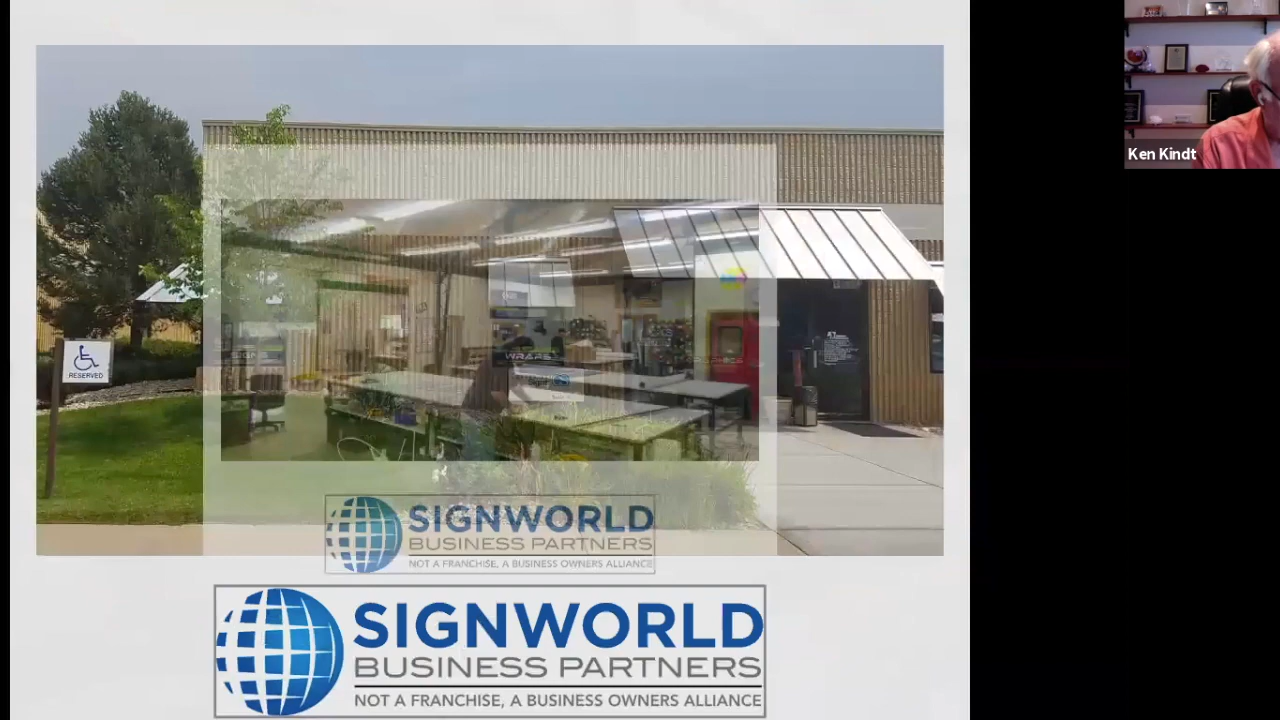 Ken Kindt
RESERVED
WRAPS
SIGNWORLD
BUSINESS PARTNERS
NOT A FRANCHISE, A BUSINESS OWNERS ALLIANCE
SIGNWORLD
BUSINESS PARTNERS
NOT A FRANCHISE, A BUSINESS OWNERS ALLIANCE